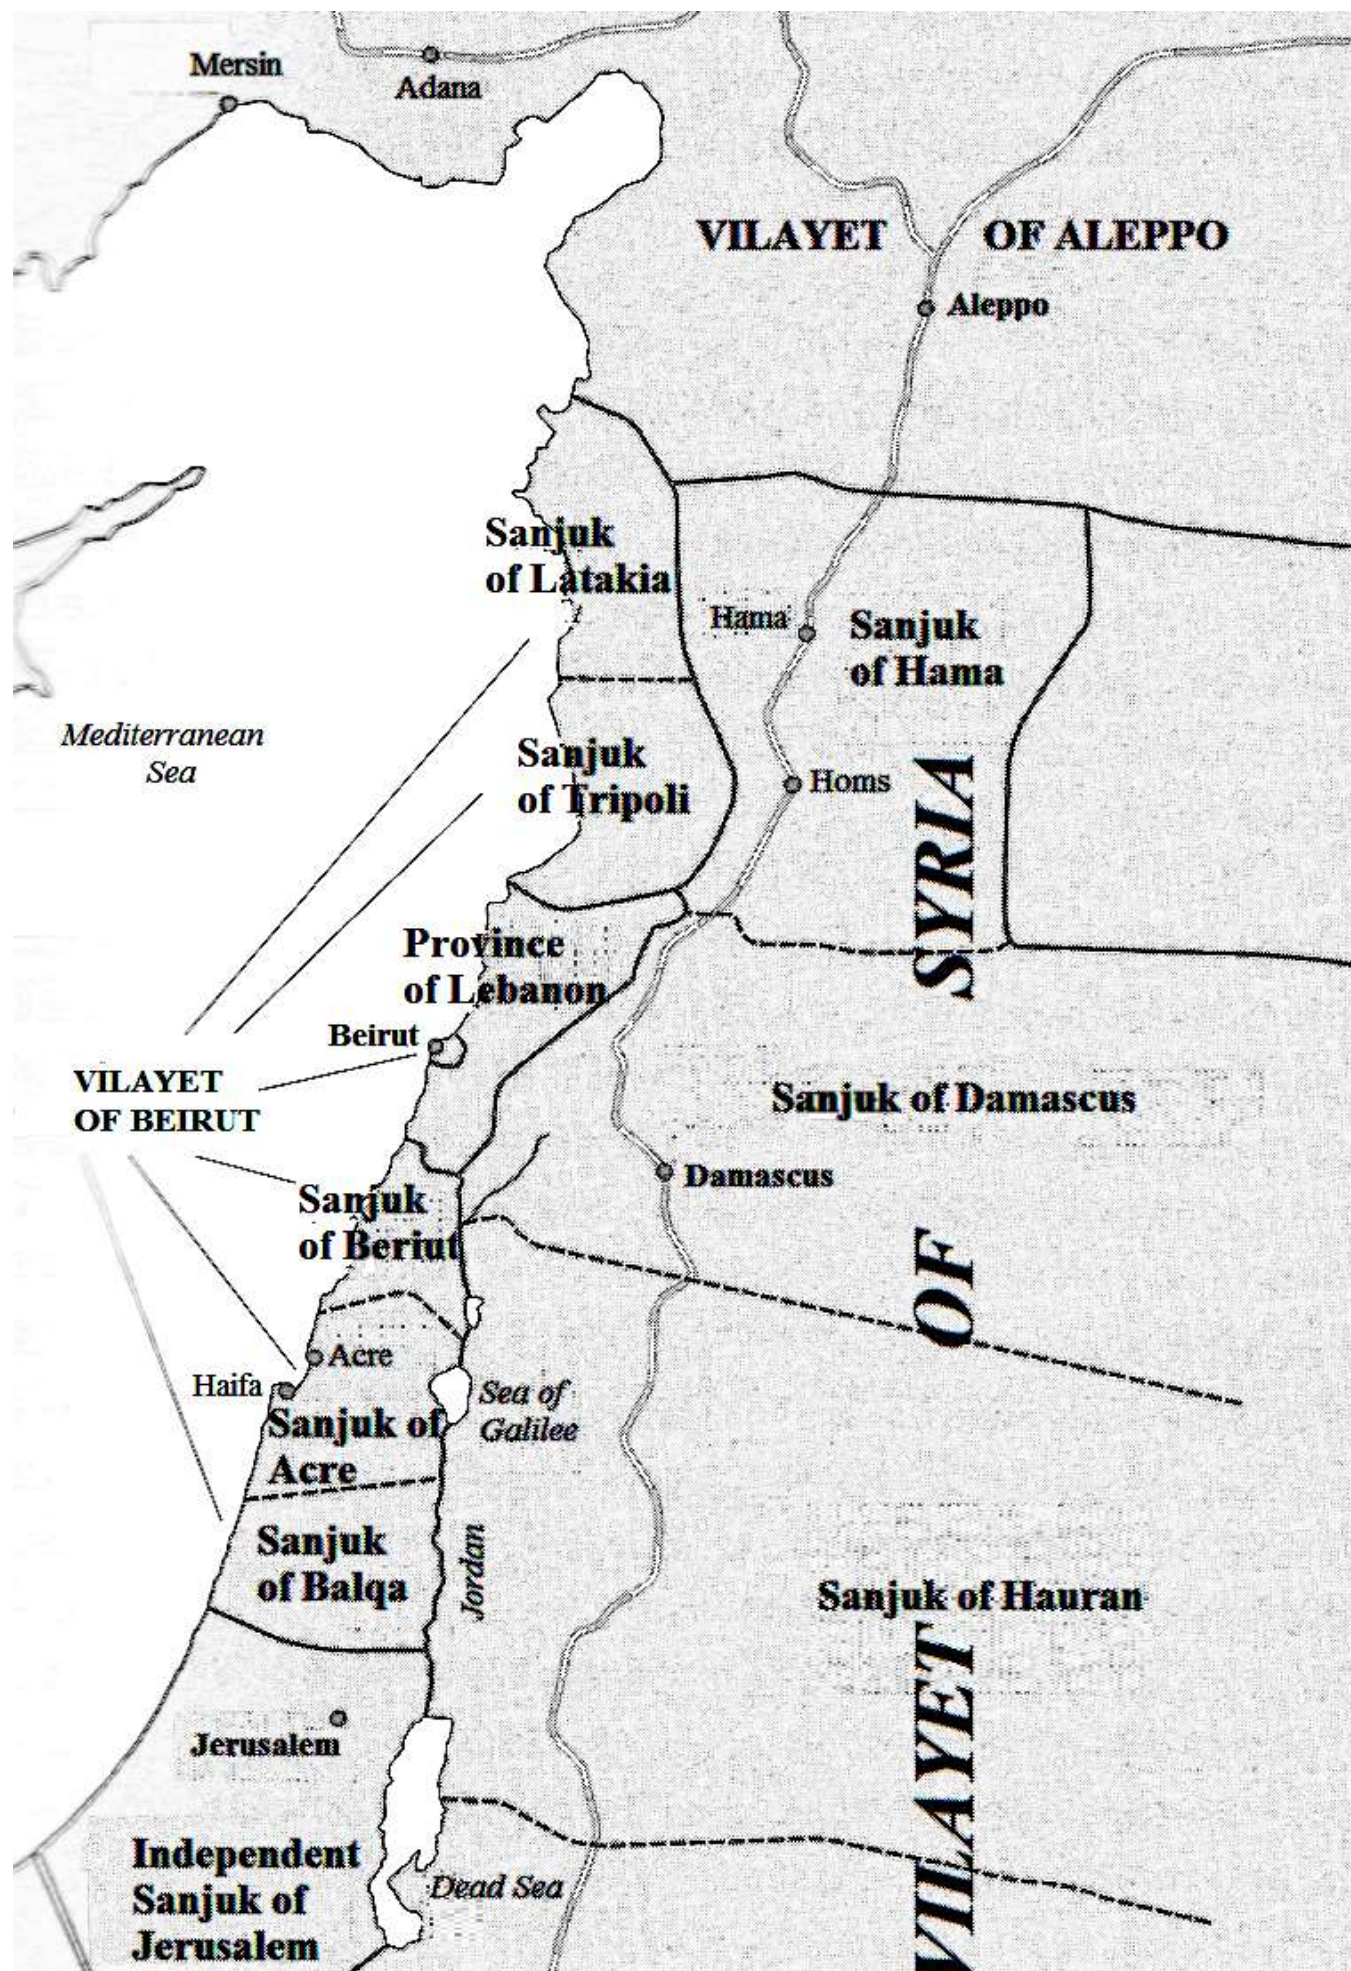 Mersin
Adana
VILAYET OF ALEPPO
Aleppo
Sanjuk
of Latakia
Hama
Sanjuk
of Hama
Mediterranean
Sea
Sanjuk
of Tripoli
Homs
Province
of Lebanon
Beirut
VILAYET
OF BEIRUT
Sanjuk of Damascus
Damascus
Sanjuk
of Beriut
Acre
Haifa
Sea of
Galilee
Sanjuk of
Acre
Sanjuk
of Balqa
Jordan
Sanjuk of Hauran
Jerusalem
Independent
Sanjuk of
Jerusalem
Dead Sea
VILAYET OF SYRIA